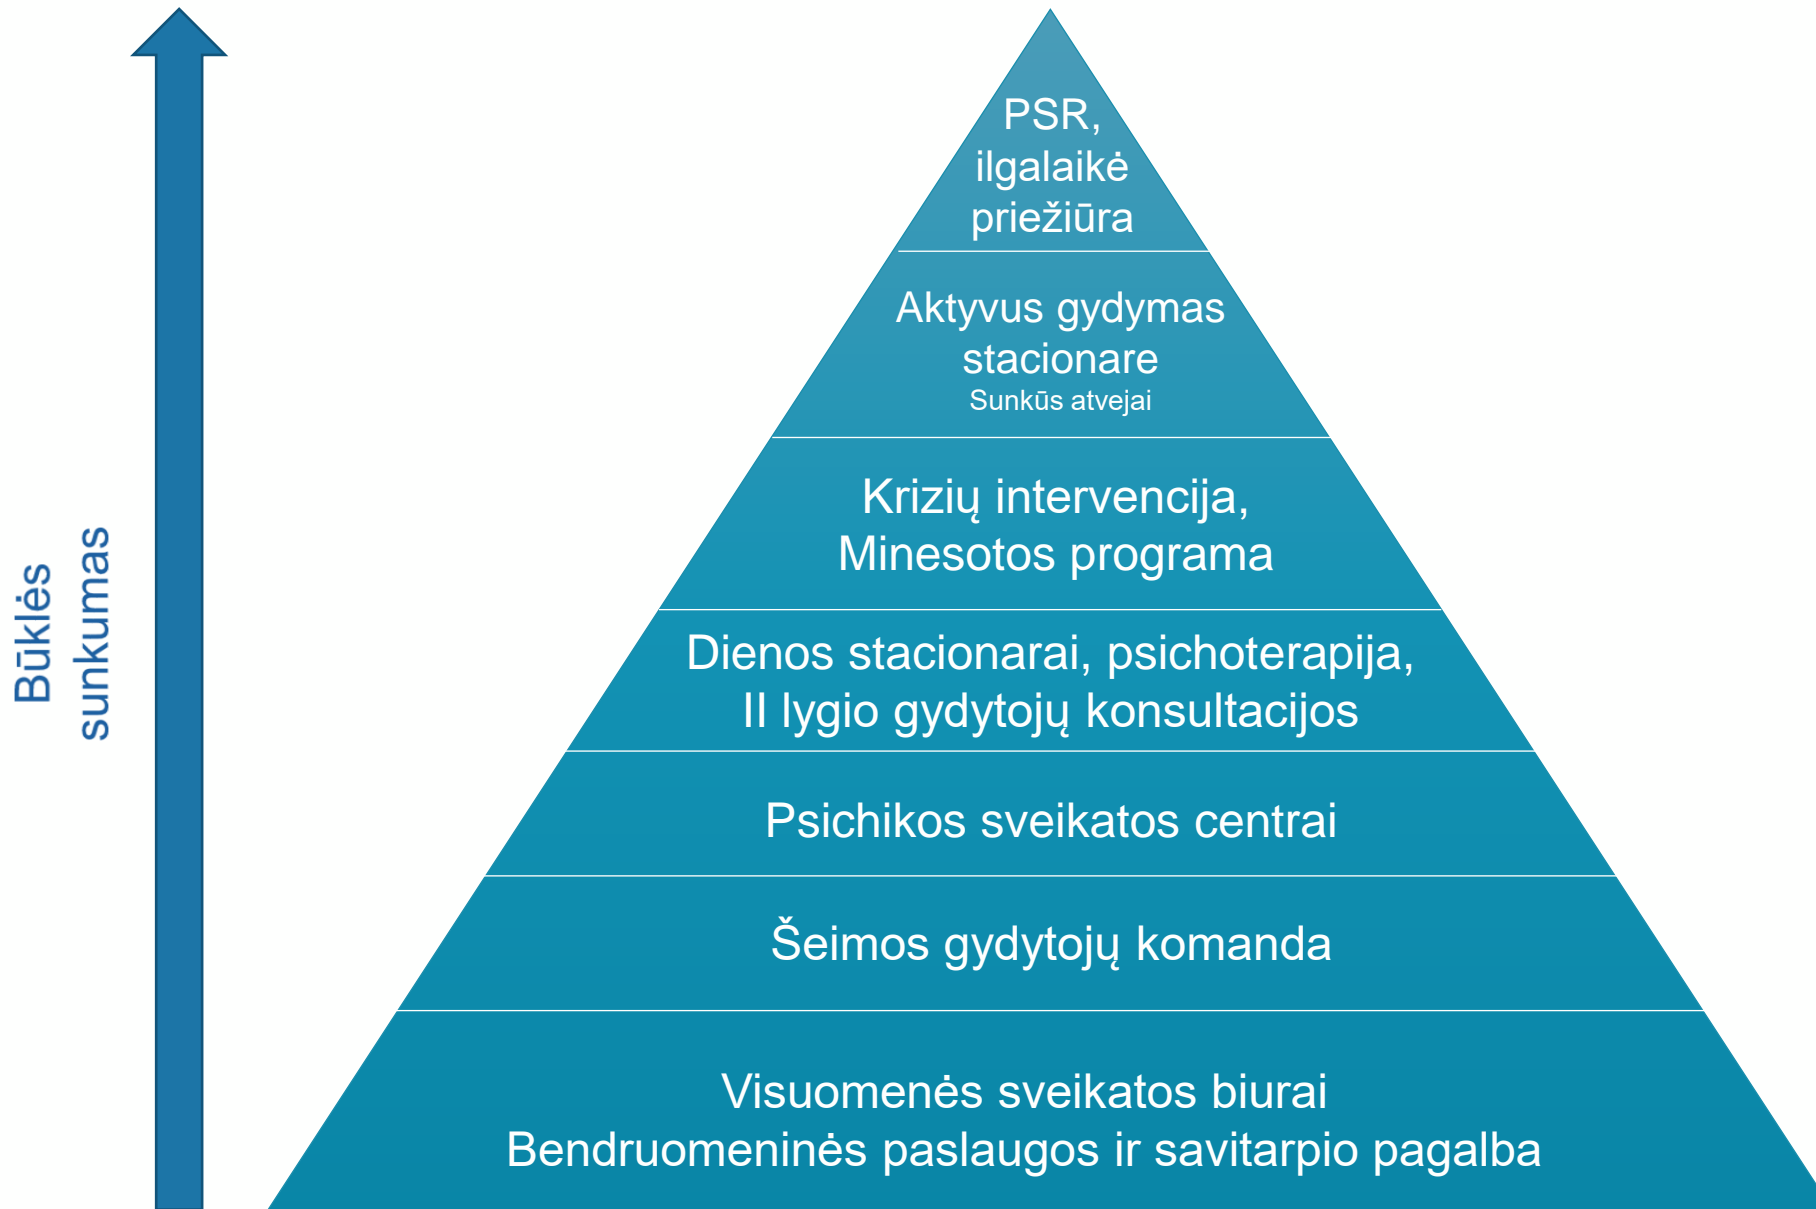 Būklės
sunkumas
PSR,
ilgalaikė
priežiūra
Aktyvus gydymas
stacionare
Sunkūs atvejai
Krizių intervencija,
Minesotos programa
Dienos stacionarai, psichoterapija,
II lygio gydytojų konsultacijos
Psichikos sveikatos centrai
Šeimos gydytojų komanda
Visuomenės sveikatos biurai
Bendruomeninės paslaugos ir savitarpio pagalba